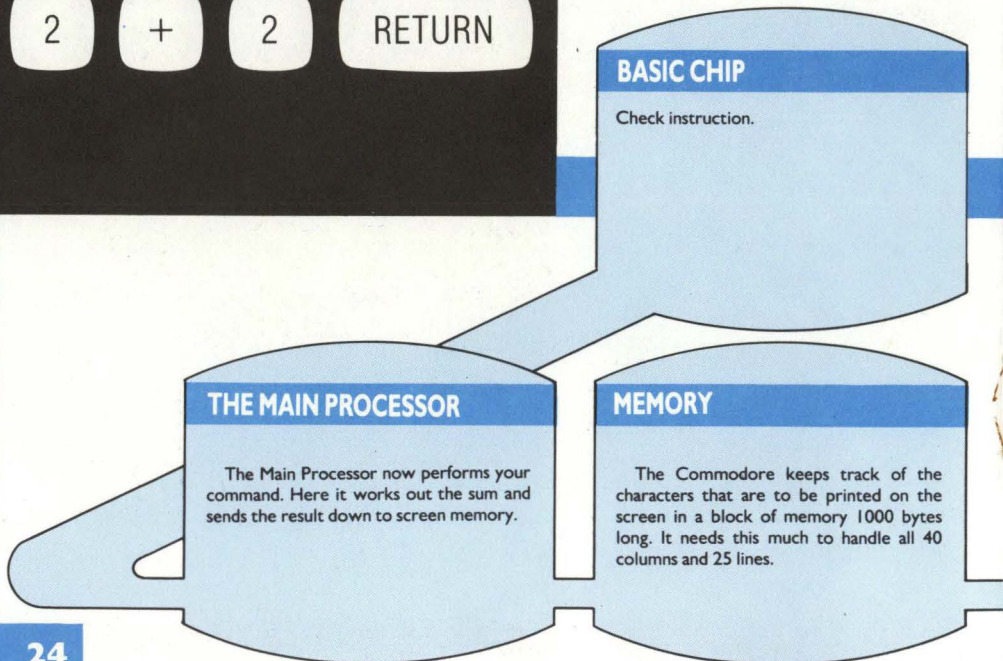 2 + 2 RETURN
BASIC CHIP
Check instruction.
THE MAIN PROCESSOR
The Main Processor now performs your
command. Here it works out the sum and
sends the result down to screen memory.
MEMORY
The Commodore keeps track of the
characters that are to be printed on the
screen in a block of memory 1000 bytes
long. It needs this much to handle all 40
columns and 25 lines.
24